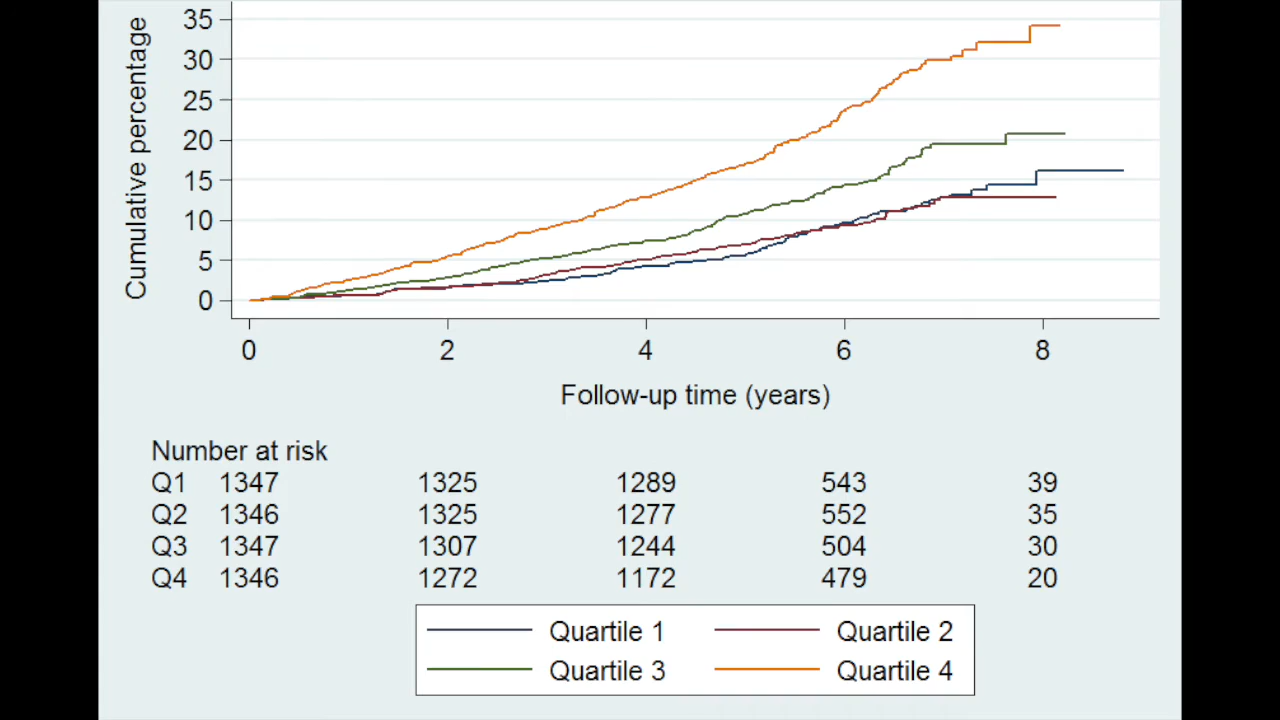 Cumulative percentage
35
30
25
20
15
10
5
0
0 2 4 6 8
Follow-up time (years)
Number at risk
Q1 1347 1325 1289 543 39
Q2 1346 1325 1277 552 35
Q3 1347 1307 1244 504 30
Q4 1346 1272 1172 479 20
Quartile 1 Quartile 2
Quartile 3 Quartile 4